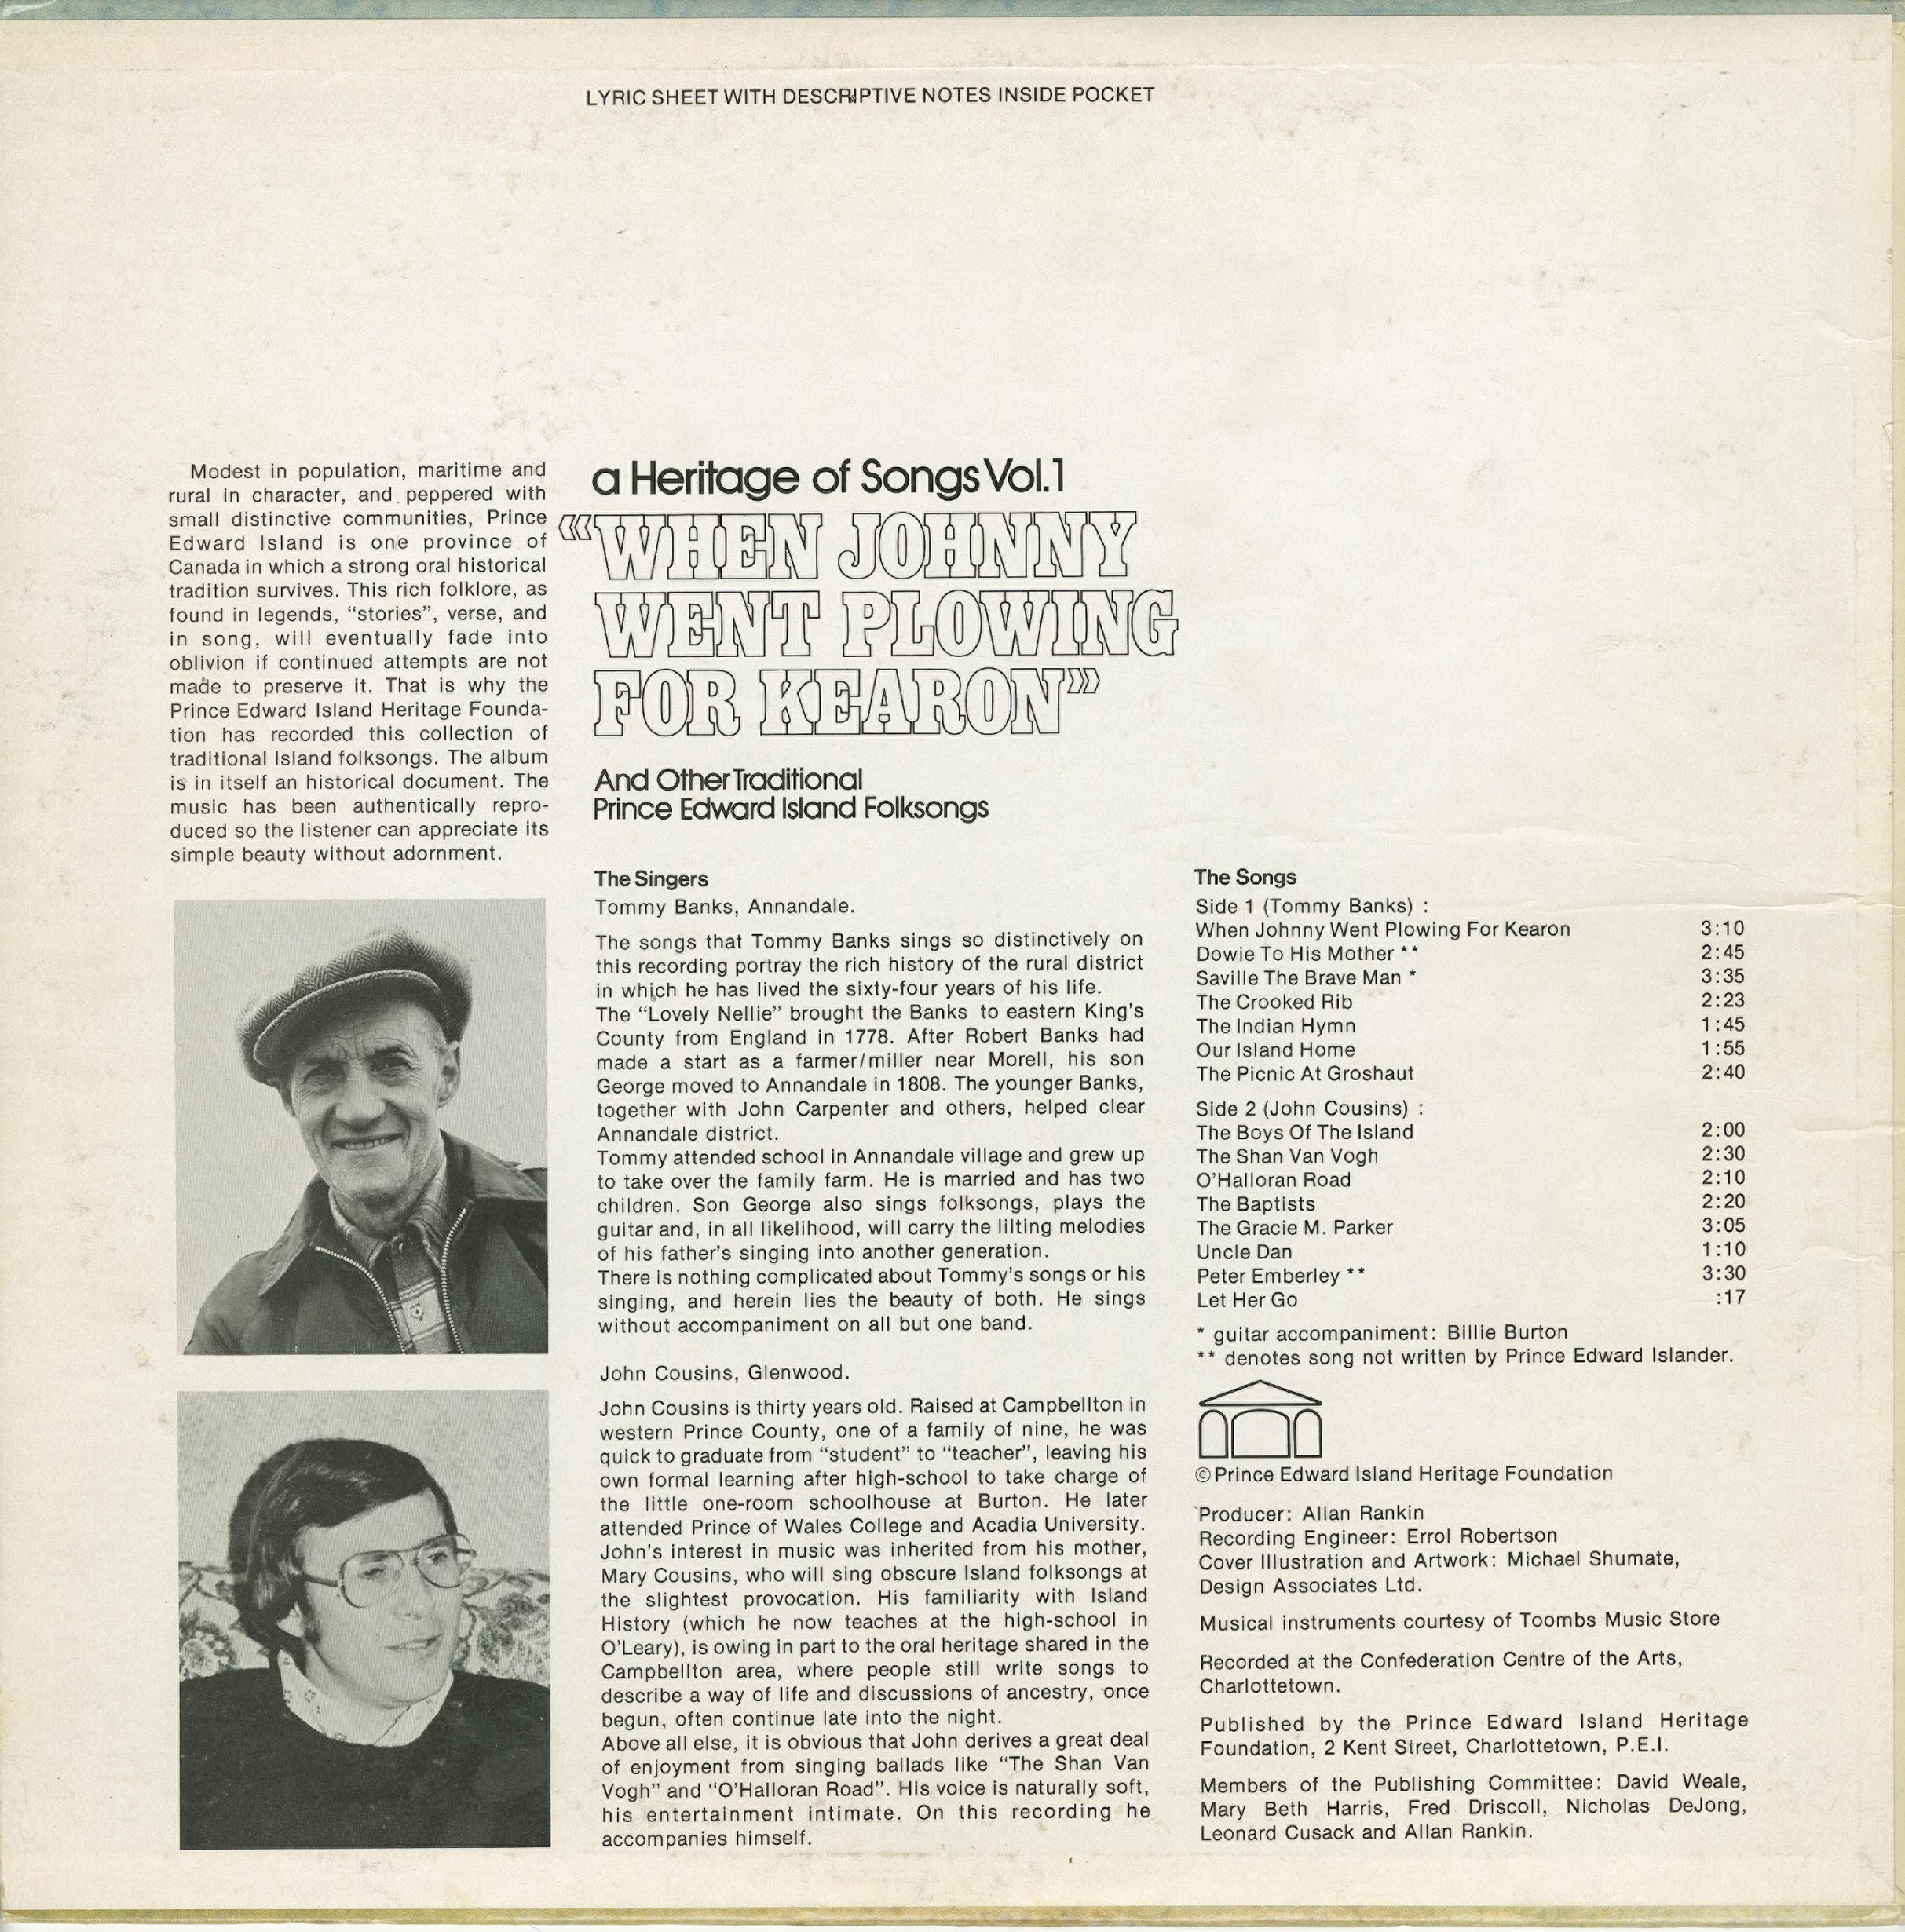 LYRIC SHEET WITH DESCRIPTIVE NOTES INSIDE POCKET
Modest in population, maritime and
rural in character, and peppered with
small distinctive communities, Prince
Edward Island is one province of
Canada in which a strong oral historical
tradition survives. This rich folklore, as
found in legends, “stories”, verse, and
in song, will eventually fade into
oblivion if continued attempts are not
made to preserve it. That is why the
Prince Edward Island Heritage Founda-
tion has recorded this collection of
traditional Island folksongs. The album
is in itself an historical document. The
music has been authentically repro-
duced so the listener can appreciate its
simple beauty without adornment.
a Heritage of Songs Vol.1
«WHEN JOHNNY
WENT PLOWING
FOR KEARON»
And Other Traditional
Prince Edward Island Folksongs
The Singers
Tommy Banks, Annandale.
The songs that Tommy Banks sings so distinctively on
this recording portray the rich history of the rural district
in which he has lived the sixty-four years of his life.
The “Lovely Nellie” brought the Banks to eastern King’s
County from England in 1778. After Robert Banks had
made a start as a farmer/miller near Morell, his son
George moved to Annandale in 1808. The younger Banks,
together with John Carpenter and others, helped clear
Annandale district.
Tommy attended school in Annandale village and grew up
to take over the family farm. He is married and has two
children. Son George also sings folksongs, plays the
guitar and, in all likelihood, will carry the lilting melodies
of his father’s singing into another generation.
There is nothing complicated about Tommy’s songs or his
singing, and herein lies the beauty of both. He sings
without accompaniment on all but one band.
John Cousins, Glenwood.
John Cousins is thirty years old. Raised at Campbellton in
western Prince County, one of a family of nine, he was
quick to graduate from “student” to “teacher”, leaving his
own formal learning after high-school to take charge of
the little one-room schoolhouse at Burton. He later
attended Prince of Wales College and Acadia University.
John’s interest in music was inherited from his mother,
Mary Cousins, who will sing obscure Island folksongs at
the slightest provocation. His familiarity with Island
History (which he now teaches at the high-school in
O’Leary), is owing in part to the oral heritage shared in the
Campbellton area, where people still write songs to
describe a way of life and discussions of ancestry, once
begun, often continue late into the night.
Above all else, it is obvious that John derives a great deal
of enjoyment from singing ballads like “The Shan Van
Vogh” and “O’Halloran Road”. His voice is naturally soft,
his entertainment intimate. On this recording he
accompanies himself.
The Songs
Side 1 (Tommy Banks) :
When Johnny Went Plowing For Kearon 3:10
Dowie To His Mother ** 2:45
Saville The Brave Man * 3:35
The Crooked Rib 2:23
The Indian Hymn 1:45
Our Island Home 1:55
The Picnic At Groshaut 2:40
Side 2 (John Cousins) :
The Boys Of The Island 2:00
The Shan Van Vogh 2:30
O’Halloran Road 2:10
The Baptists 2:20
The Gracie M. Parker 3:05
Uncle Dan 1:10
Peter Emberley ** 3:30
Let Her Go :17
* guitar accompaniment: Billie Burton
** denotes song not written by Prince Edward Islander.
© Prince Edward Island Heritage Foundation
Producer: Allan Rankin
Recording Engineer: Errol Robertson
Cover Illustration and Artwork: Michael Shumate,
Design Associates Ltd.
Musical instruments courtesy of Toombs Music Store
Recorded at the Confederation Centre of the Arts,
Charlottetown.
Published by the Prince Edward Island Heritage
Foundation, 2 Kent Street, Charlottetown, P.E.I.
Members of the Publishing Committee: David Weale,
Mary Beth Harris, Fred Driscoll, Nicholas DeJong,
Leonard Cusack and Allan Rankin.